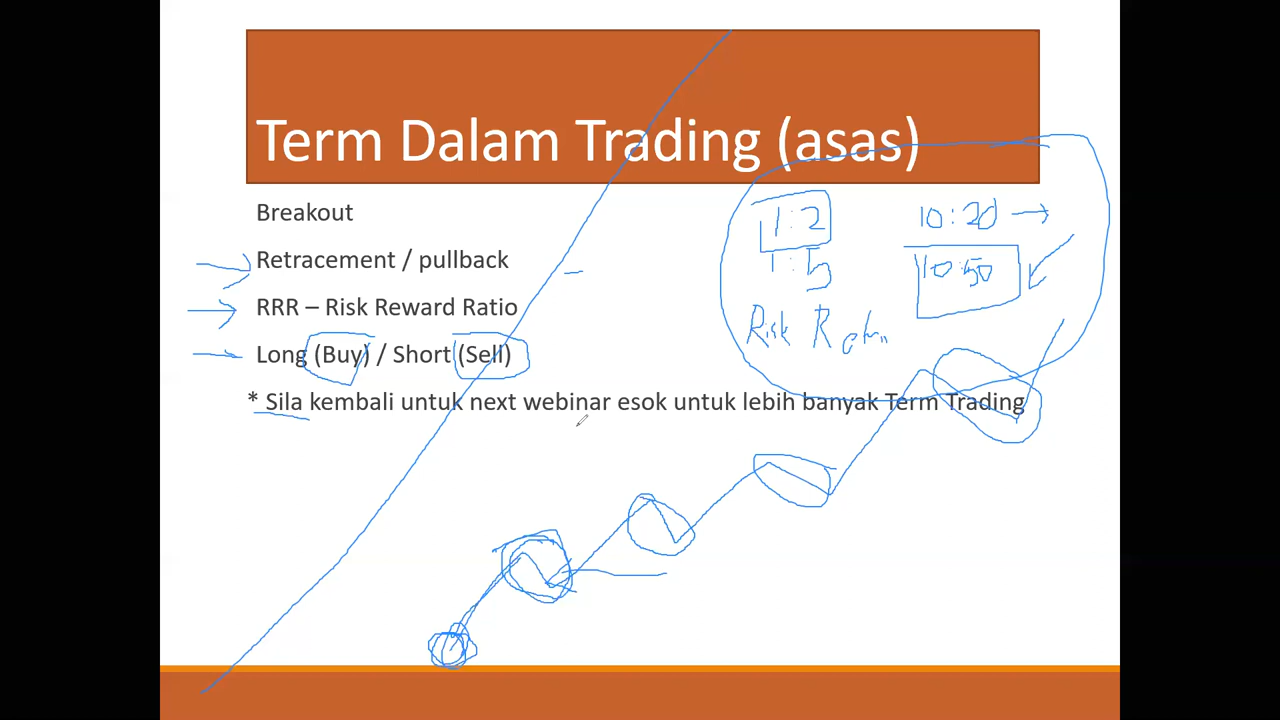 Term Dalam Trading (asas)
Breakout
Retracement / pullback
RRR – Risk Reward Ratio
Long (Buy) / Short (Sell)
* Sila kembali untuk next webinar esok untuk lebih banyak Term Trading
1:2
10:20
1:5
10:50
Risk